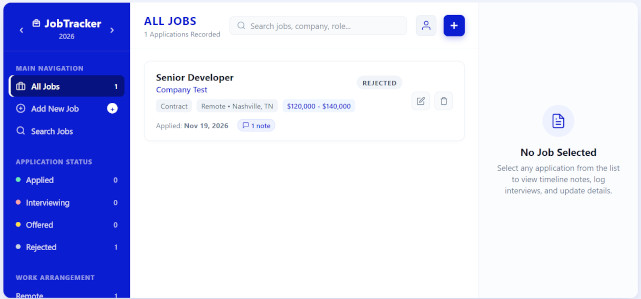 JobTracker
2026
MAIN NAVIGATION
All Jobs 1
Add New Job +
Search Jobs
APPLICATION STATUS
Applied 0
Interviewing 0
Offered 0
Rejected 1
WORK ARRANGEMENT
Remote 1
ALL JOBS
1 Applications Recorded
Search jobs, company, role...
+
Senior Developer
REJECTED
Company Test
Contract
Remote • Nashville, TN
$120,000 - $140,000
Applied: Nov 19, 2026
1 note
No Job Selected
Select any application from the list
to view timeline notes, log
interviews, and update details.